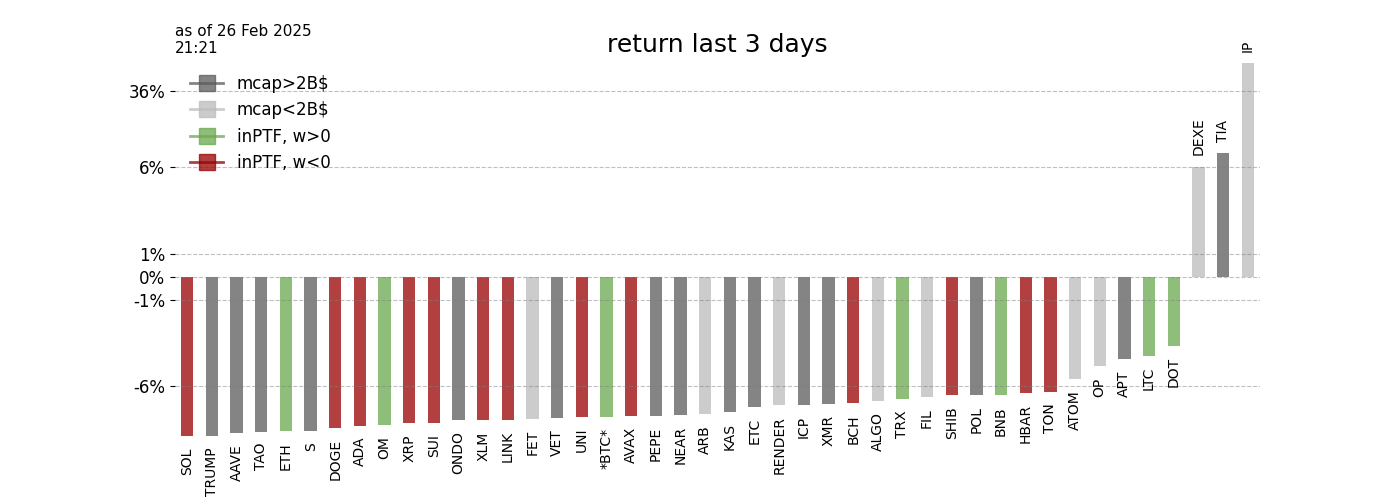 as of 26 Feb 2025
21:21
return last 3 days
mcap>2B$
mcap<2B$
inPTF, w>0
inPTF, w<0
36%
6%
1%
0%
-1%
-6%
SOL
TRUMP
AAVE
TAO
ETH
S
DOGE
ADA
OM
XRP
SUI
ONDO
XLM
LINK
FET
VET
UNI
*BTC*
AVAX
PEPE
NEAR
ARB
KAS
ETC
RENDER
ICP
XMR
BCH
ALGO
TRX
FIL
SHIB
POL
BNB
HBAR
TON
ATOM
OP
APT
LTC
DOT
DEXE
TIA
IP